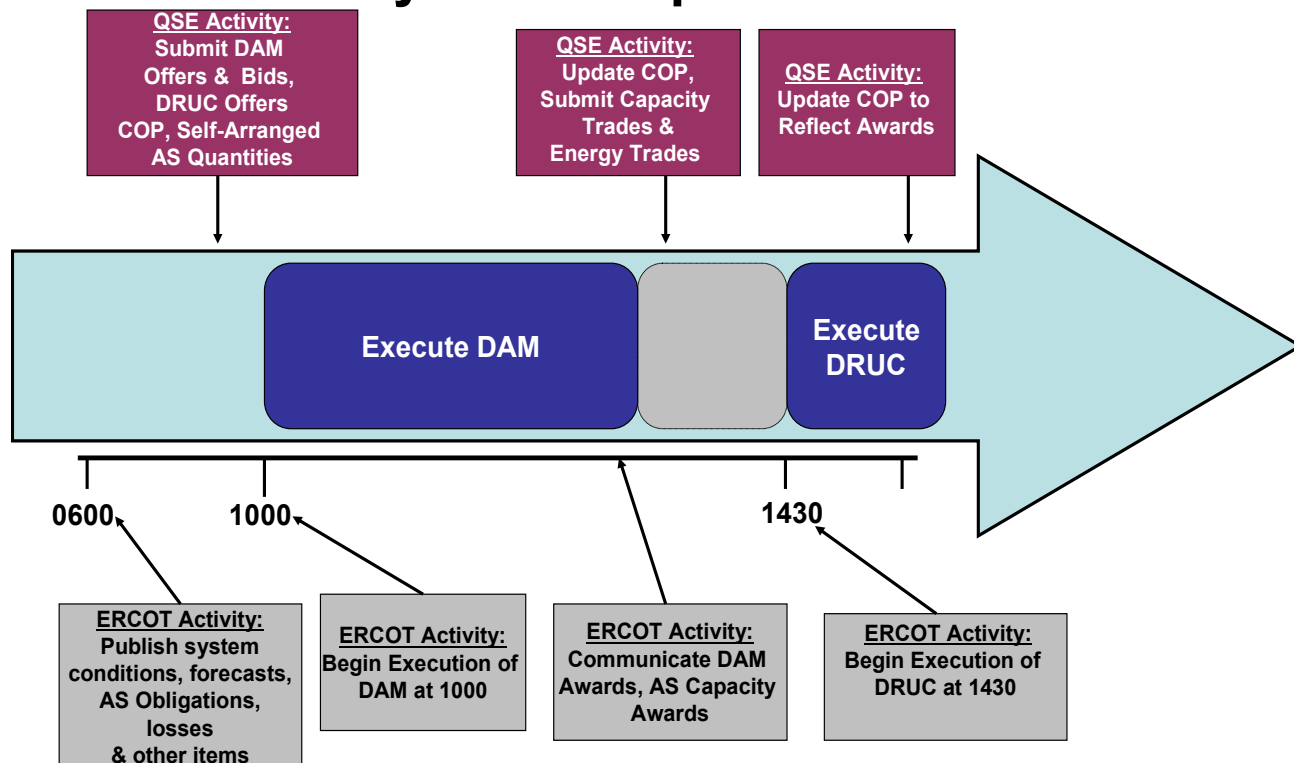 QSE Activity:
Submit DAM
Offers & Bids,
DRUC Offers
COP, Self-Arranged
AS Quantities
QSE Activity:
Update COP,
Submit Capacity
Trades &
Energy Trades
QSE Activity:
Update COP to
Reflect Awards
Execute DAM
Execute
DRUC
0600
1000
1430
ERCOT Activity:
Publish system
conditions, forecasts,
AS Obligations,
losses
& other items
ERCOT Activity:
Begin Execution of
DAM at 1000
ERCOT Activity:
Communicate DAM
Awards, AS Capacity
Awards
ERCOT Activity:
Begin Execution of
DRUC at 1430